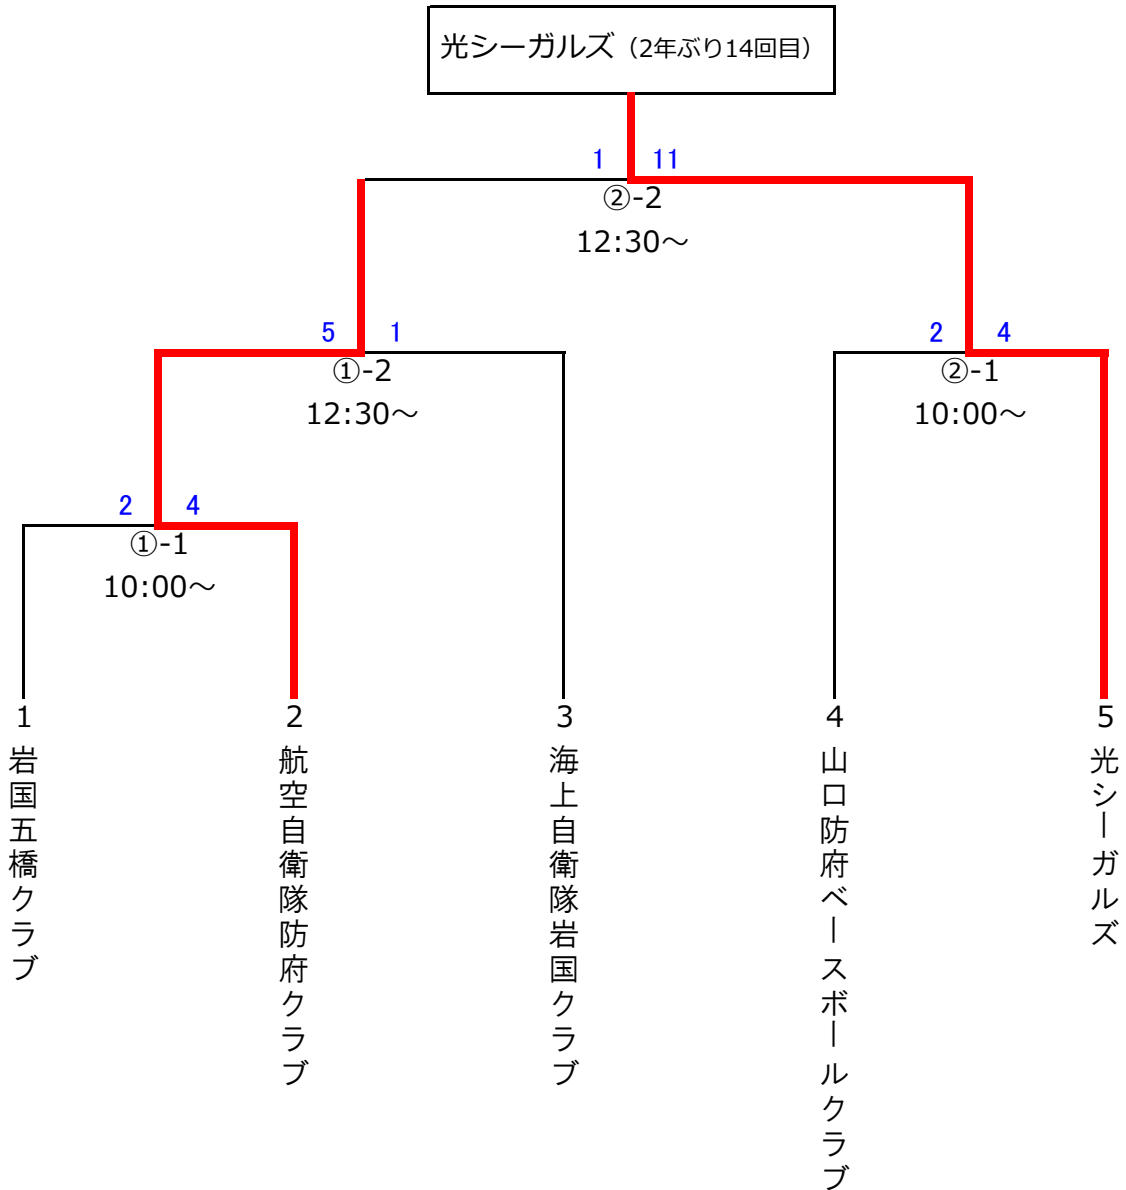 光シーガルズ（2年ぶり14回目）
1 11
②-2
12:30～
5 1
①-2
12:30～
2 4
②-1
10:00～
2 4
①-1
10:00～
1
岩国五橋クラブ
2
航空自衛隊防府クラブ
3
海上自衛隊岩国クラブ
4
山口防府ベースボールクラブ
5
光シーガルズ